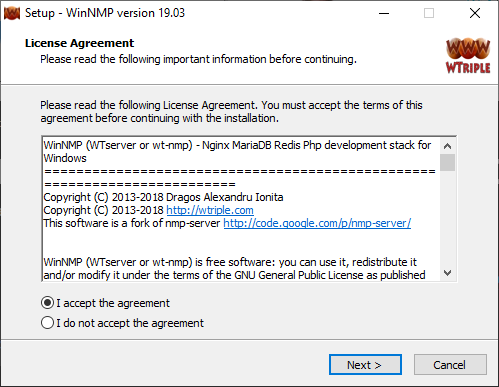 Setup - WinNMP version 19.03
License Agreement
Please read the following important information before continuing.
WWW
WTRIPLE
Please read the following License Agreement. You must accept the terms of this
agreement before continuing with the installation.
WinNMP (WTserver or wt-nmp) - Nginx MariaDB Redis Php development stack for
Windows
=====================================================
==========================
Copyright (C) 2013-2018 Dragos Alexandru Ionita
Copyright (C) 2013-2018 http://wtriple.com
This software is a fork of nmp-server http://code.google.com/p/nmp-server/
WinNMP (WTserver or wt-nmp) is free software: you can use it, redistribute it
and/or modify it under the terms of the GNU General Public License as published
I accept the agreement
I do not accept the agreement
Next >
Cancel